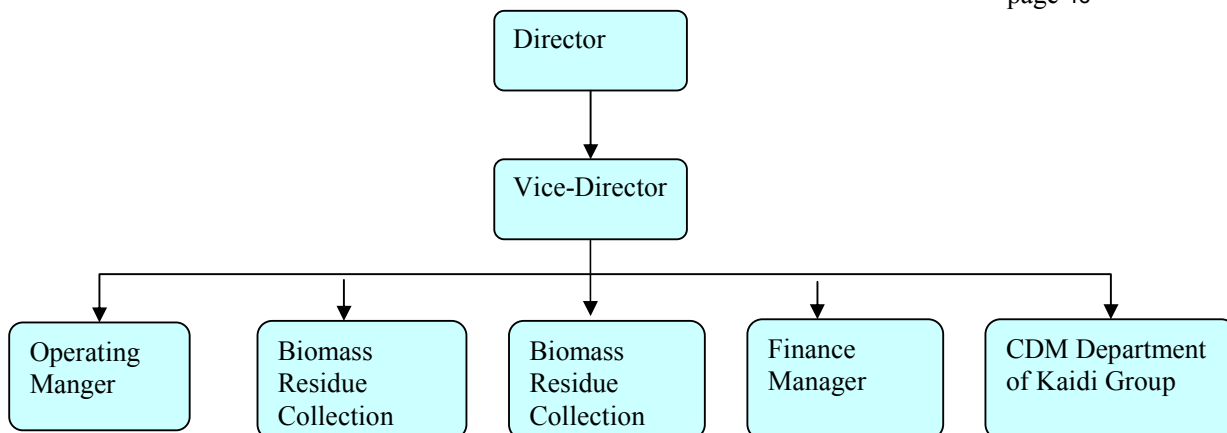 Director
Vice-Director
Operating
Manger
Biomass
Residue
Collection
Biomass
Residue
Collection
Finance
Manager
CDM Department
of Kaidi Group